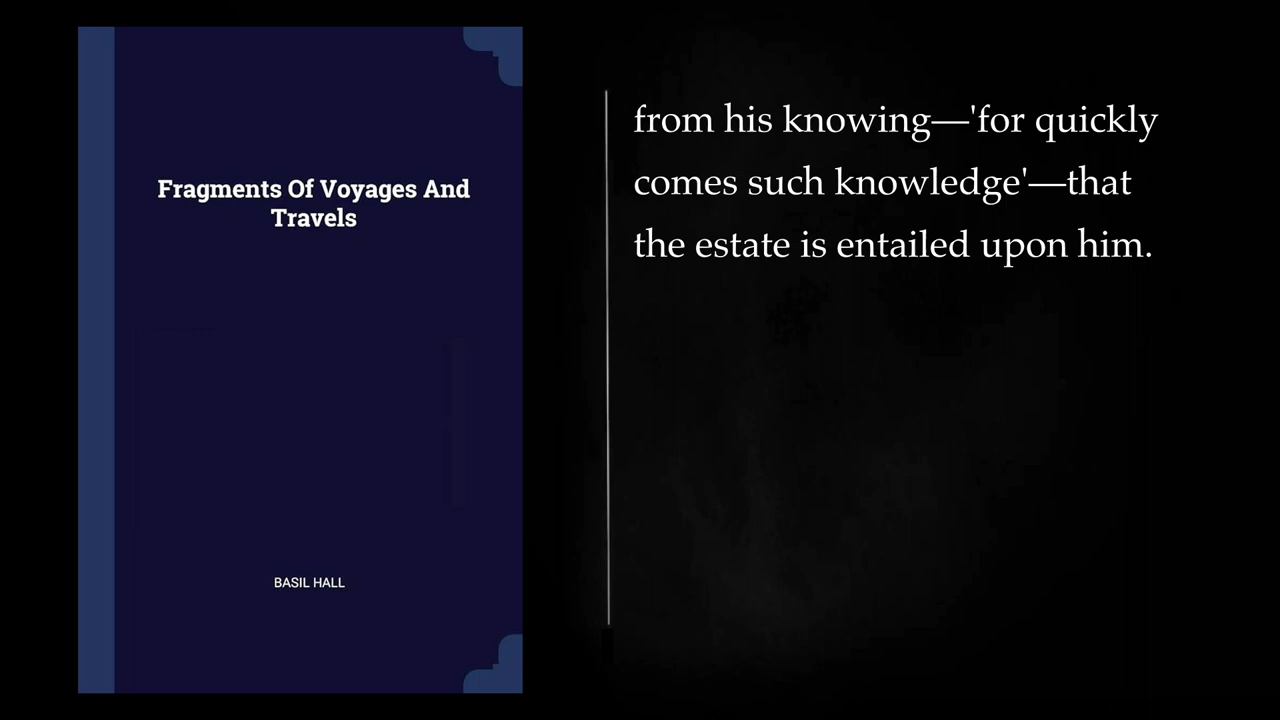 Fragments Of Voyages And
Travels
BASIL HALL
from his knowing—'for quickly
comes such knowledge'—that
the estate is entailed upon him.